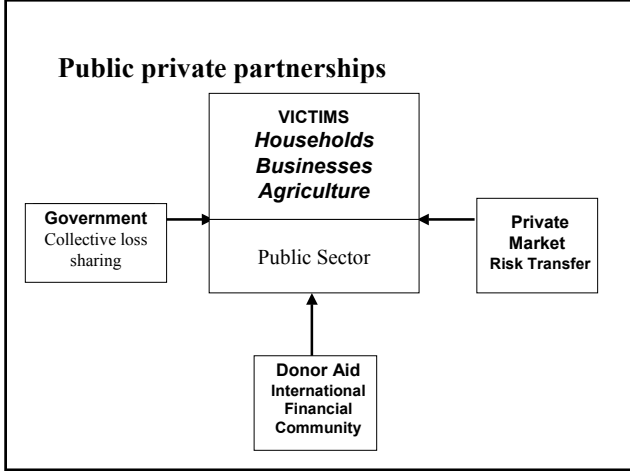 Public private partnerships
VICTIMS
Households
Businesses
Agriculture
Government
Collective loss
sharing
Public Sector
Private
Market
Risk Transfer
Donor Aid
International
Financial
Community